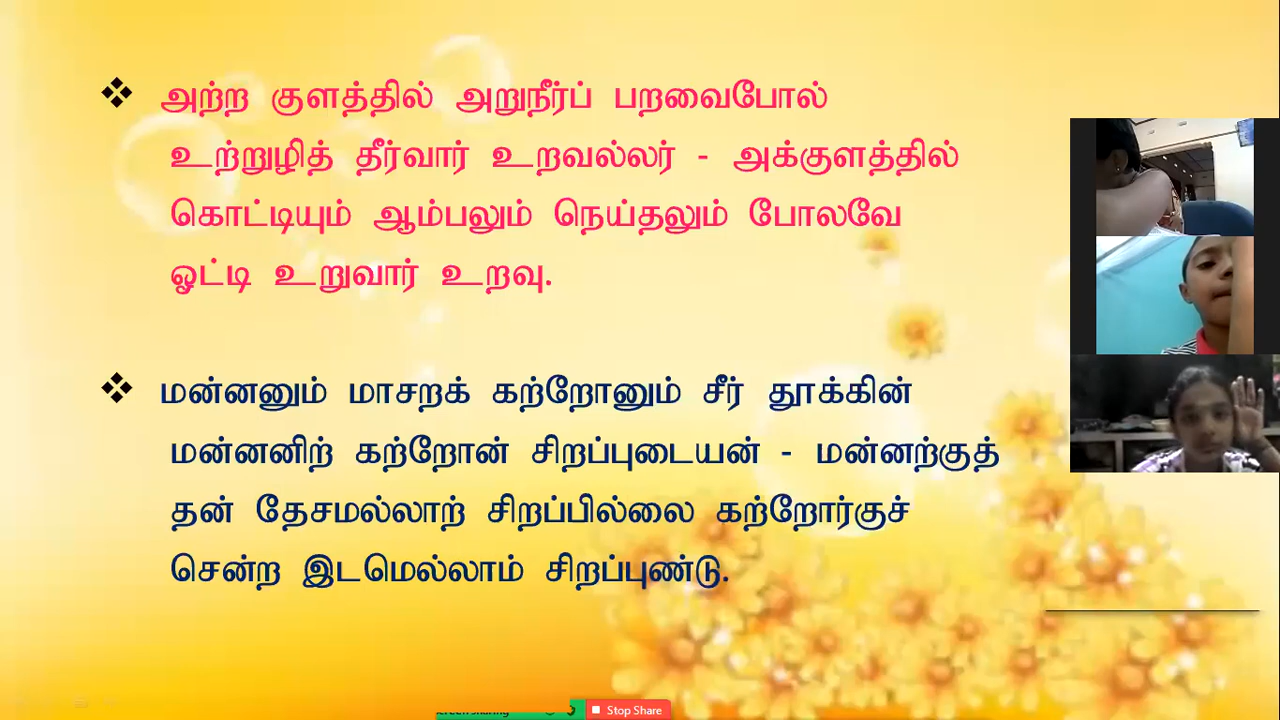 ❖ அற்ற குளத்தில் அறுநீர்ப் பறவைபோல்
உற்றுழித் தீர்வார் உறவல்லர் - அக்குளத்தில்
கொட்டியும் ஆம்பலும் நெய்தலும் போலவே
ஓட்டி உறுவார் உறவு.
❖ மன்னனும் மாசறக் கற்றோனும் சீர் தூக்கின்
மன்னனிற் கற்றோன் சிறப்புடையன் - மன்னற்குத்
தன் தேசமல்லாற் சிறப்பில்லை கற்றோர்குச்
சென்ற இடமெல்லாம் சிறப்புண்டு.
Stop Share